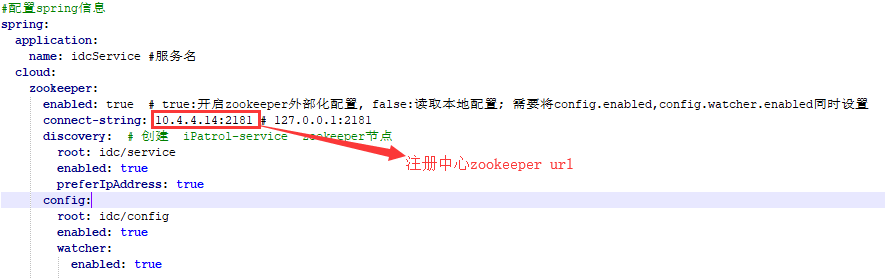 #配置spring信息
spring:
application:
name: idcService #服务名
cloud:
zookeeper:
enabled: true # true:开启zookeeper外部化配置, false:读取本地配置; 需要将config.enabled,config.watcher.enabled同时设置
connect-string: 10.4.4.14:2181 # 127.0.0.1:2181
discovery: # 创建 iPatrol-service zookeeper节点
root: idc/service
注册中心zookeeper url
enabled: true
preferIpAddress: true
config:
root: idc/config
enabled: true
watcher:
enabled: true